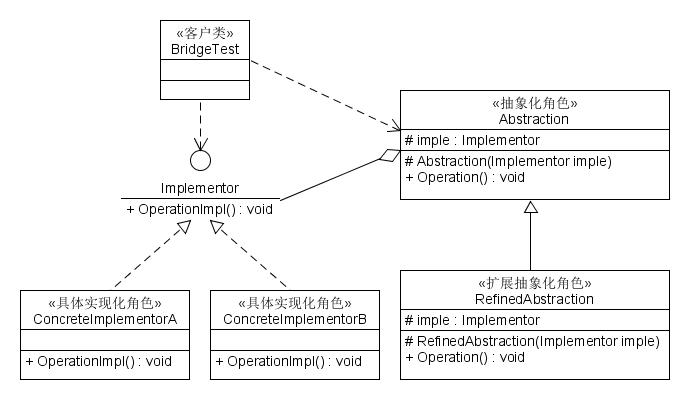 《客户类》
BridgeTest
《抽象化角色》
Abstraction
# imple : Implementor
# Abstraction(Implementor imple)
+ Operation() : void
Implementor
+ OperationImpl() : void
《具体实现化角色》
ConcreteImplementorA
+ OperationImpl() : void
《具体实现化角色》
ConcreteImplementorB
+ OperationImpl() : void
《扩展抽象化角色》
RefinedAbstraction
# imple : Implementor
# RefinedAbstraction(Implementor imple)
+ Operation() : void